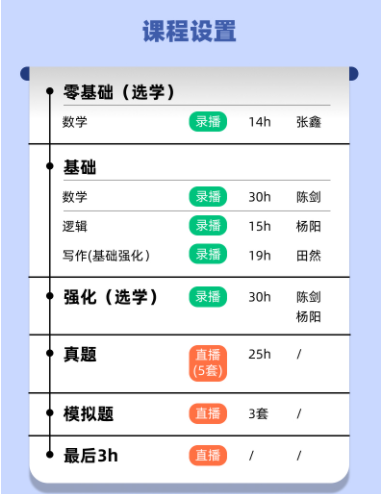 课程设置
零基础（选学）
数学 录播 14h 张鑫
基础
数学 录播 30h 陈剑
逻辑 录播 15h 杨阳
写作(基础强化） 录播 19h 田然
强化（选学） 录播 30h 陈剑
杨阳
真题 直播 25h /
(5套)
模拟题 直播 3套 /
最后3h 直播 / /